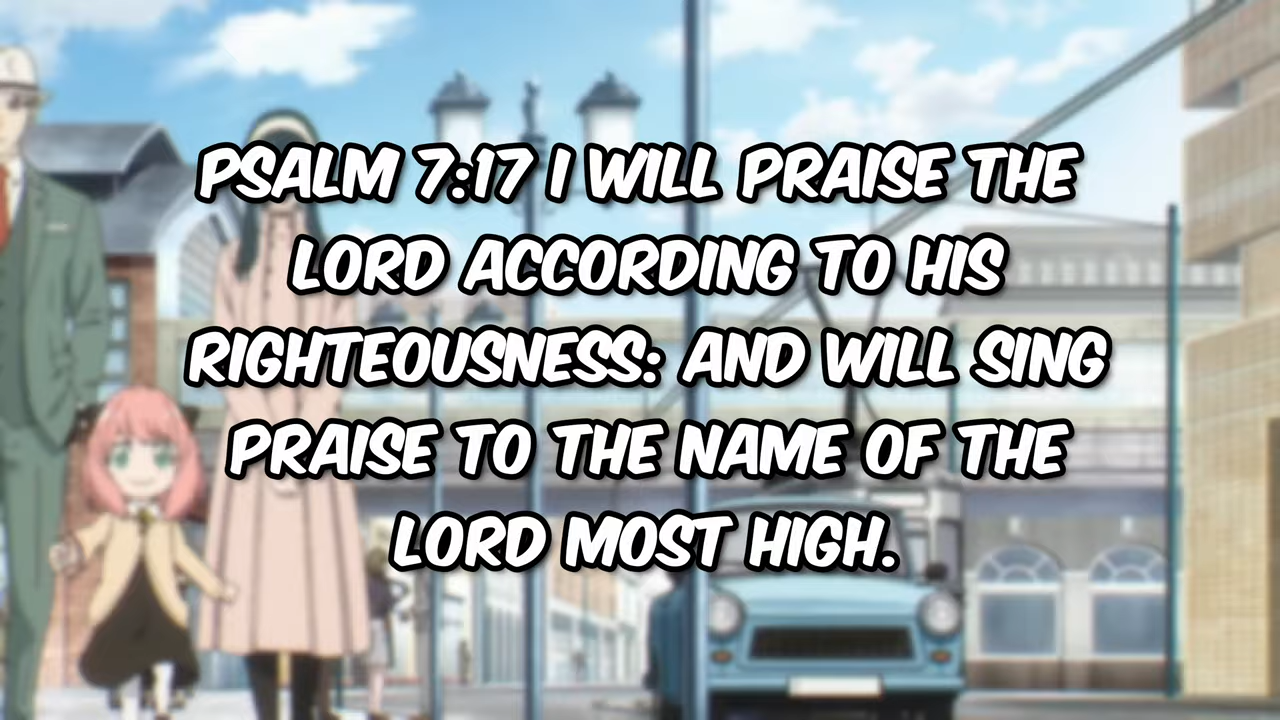 PSALM 7:17 I WILL PRAISE THE
LORD ACCORDING TO HIS
RIGHTEOUSNESS: AND WILL SING
PRAISE TO THE NAME OF THE
LORD MOST HIGH.